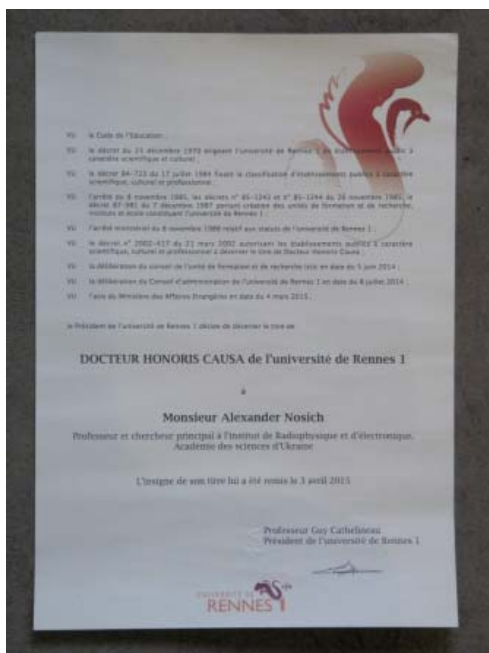 VU le Code de l'Education ;
VU le décret du 23 décembre 1970 érigeant l'université de Rennes 1 en établissement public à
caractère scientifique et culturel ;
VU le décret 84-723 du 17 juillet 1984 fixant la classification d'établissements publics à caractère
scientifique, culturel et professionnel ;
VU l'arrêté du 8 novembre 1985, les décrets n° 85-1243 et n° 85-1244 du 26 novembre 1985, le
décret 87-981 du 7 décembre 1987 portant création des unités de formation et de recherche,
instituts et école constituant l'université de Rennes 1 ;
VU l'arrêté ministériel du 8 novembre 1988 relatif aux statuts de l'université de Rennes 1 ;
VU le décret n° 2002-417 du 21 mars 2002 autorisant les établissements publics à caractère
scientifique, culturel et professionnel à décerner le titre de Docteur Honoris Causa ;
VU la délibération du conseil de l'unité de formation et de recherche en date du 5 juin 2014 ;
VU la délibération du Conseil d'administration de l'université de Rennes 1 en date du 8 juillet 2014 ;
VU l'avis du Ministère des Affaires Etrangères en date du 4 mars 2015 ;
le Président de l'université de Rennes 1 décide de décerner le titre de
DOCTEUR HONORIS CAUSA de l'université de Rennes 1
à
Monsieur Alexander Nosich
Professeur et chercheur principal à l'Institut de Radiophysique et d'électronique,
Académie des sciences d'Ukraine
L'insigne de son titre lui a été remis le 3 avril 2015
Professeur Guy Cathelineau
Président de l'université de Rennes 1
UNIVERSITÉ DE
RENNES 1